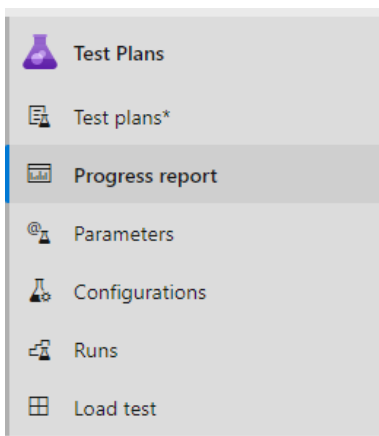 Test Plans
Test plans*
Progress report
Parameters
Configurations
Runs
Load test